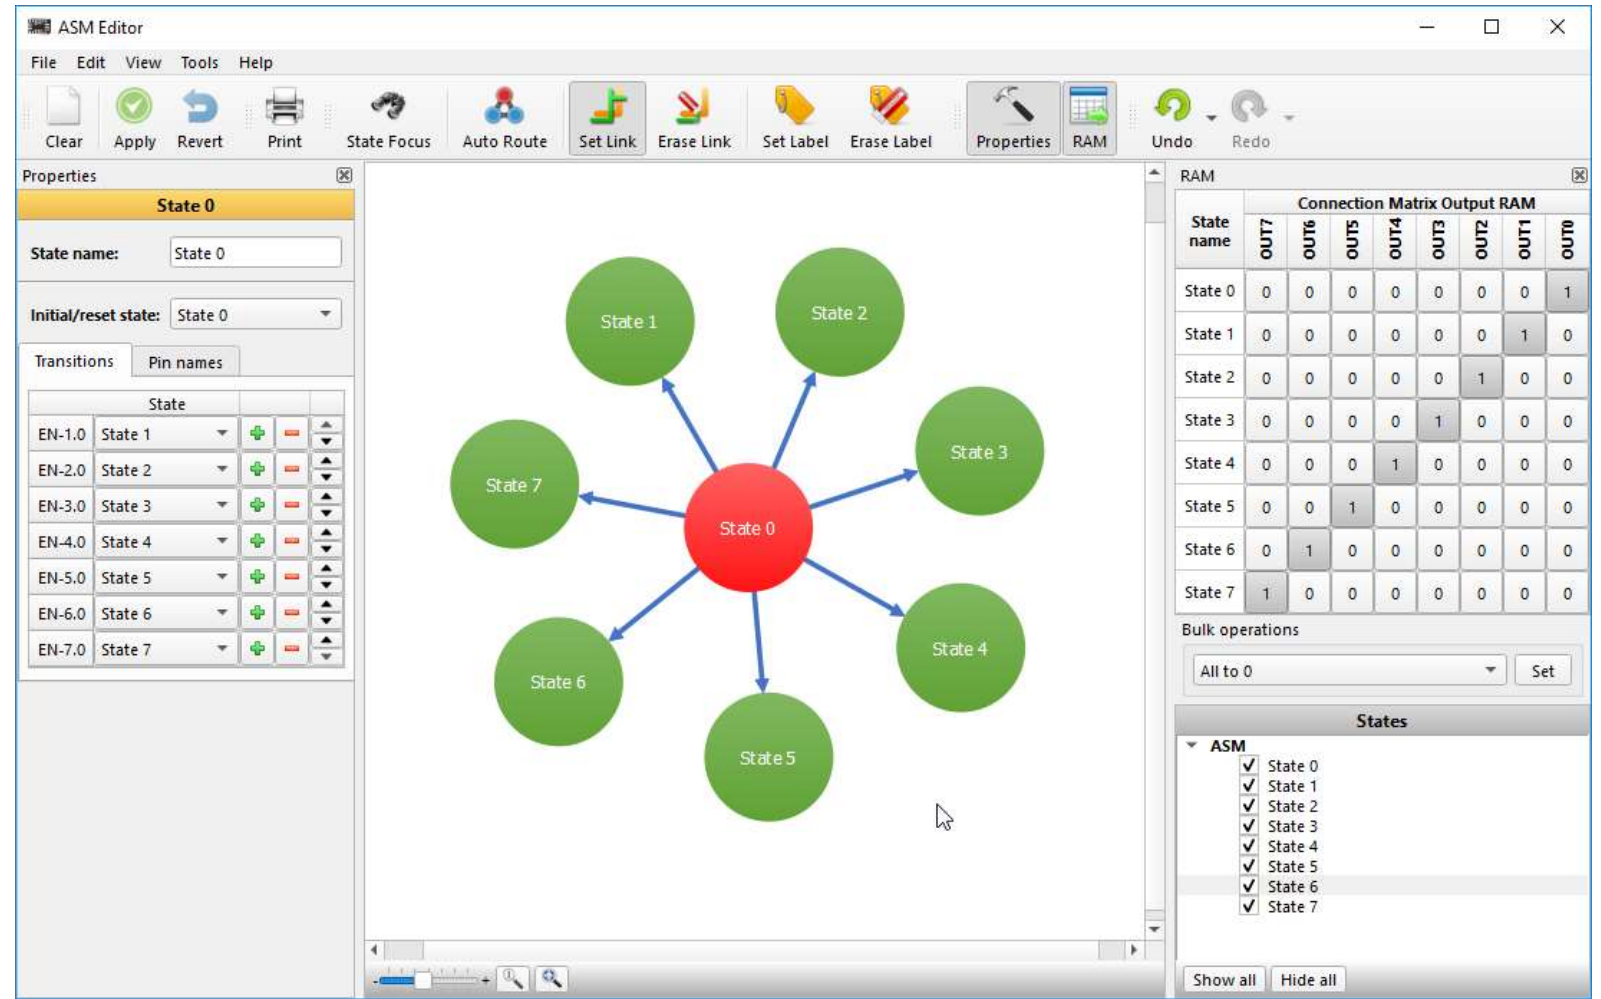 ASM Editor
File Edit View Tools Help
Clear Apply Revert Print State Focus Auto Route Set Link Erase Link Set Label Erase Label Properties RAM Undo Redo
Properties
State 0
State name: State 0
Initial/reset state: State 0
Transitions Pin names
State
EN-1.0 State 1
EN-2.0 State 2
EN-3.0 State 3
EN-4.0 State 4
EN-5.0 State 5
EN-6.0 State 6
EN-7.0 State 7
State 1
State 2
State 3
State 7
State 0
State 4
State 6
State 5
- +
RAM
Connection Matrix Output RAM
State name
OUT7 OUT6 OUT5 OUT4 OUT3 OUT2 OUT1 OUT0
State 0 0 0 0 0 0 0 0 1
State 1 0 0 0 0 0 0 1 0
State 2 0 0 0 0 0 1 0 0
State 3 0 0 0 0 1 0 0 0
State 4 0 0 0 1 0 0 0 0
State 5 0 0 1 0 0 0 0 0
State 6 0 1 0 0 0 0 0 0
State 7 1 0 0 0 0 0 0 0
Bulk operations
All to 0 Set
States
ASM
State 0
State 1
State 2
State 3
State 4
State 5
State 6
State 7
Show all Hide all